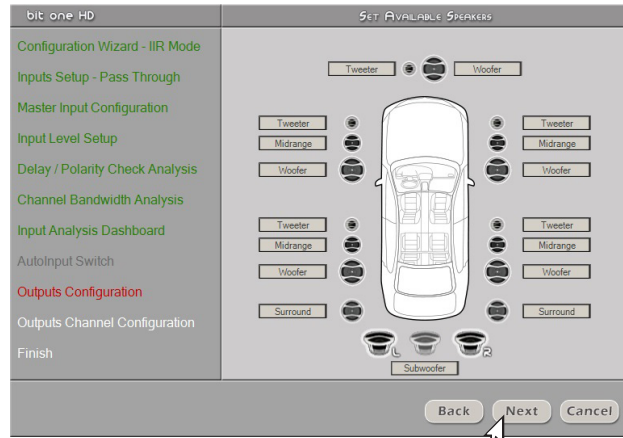 bit one HD
Set Available Speakers
Configuration Wizard - IIR Mode
Inputs Setup - Pass Through
Master Input Configuration
Input Level Setup
Delay / Polarity Check Analysis
Channel Bandwidth Analysis
Input Analysis Dashboard
AutoInput Switch
Outputs Configuration
Outputs Channel Configuration
Finish
Tweeter Woofer
Tweeter Tweeter
Midrange Midrange
Woofer Woofer
Tweeter Tweeter
Midrange Midrange
Woofer Woofer
Surround Surround
L R
Subwoofer
Back Next Cancel